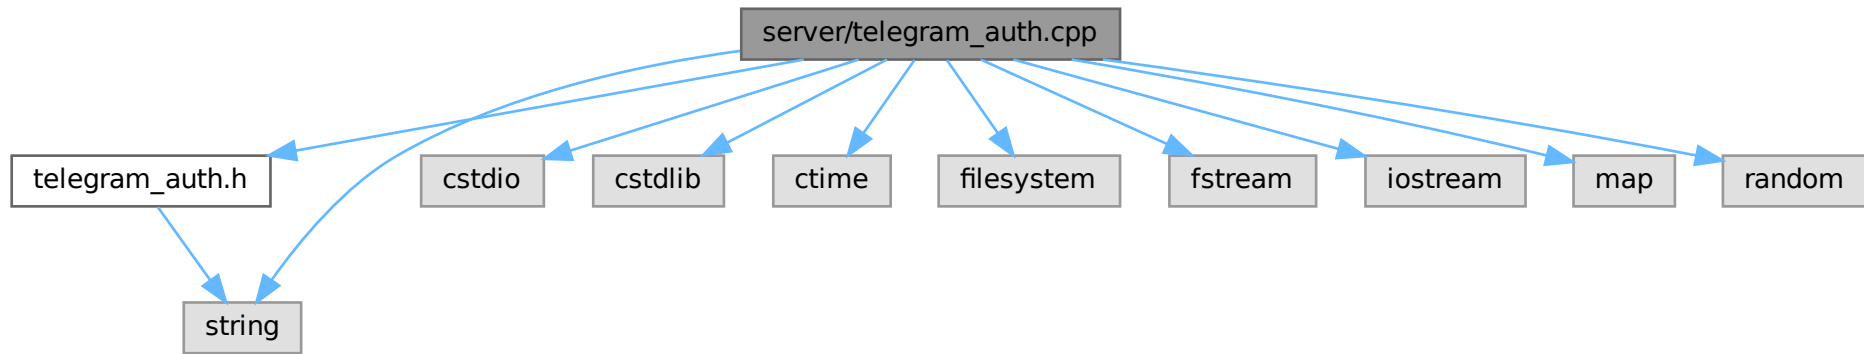 server/telegram_auth.cpp
telegram_auth.h
cstdio
cstdlib
ctime
filesystem
fstream
iostream
map
random
string